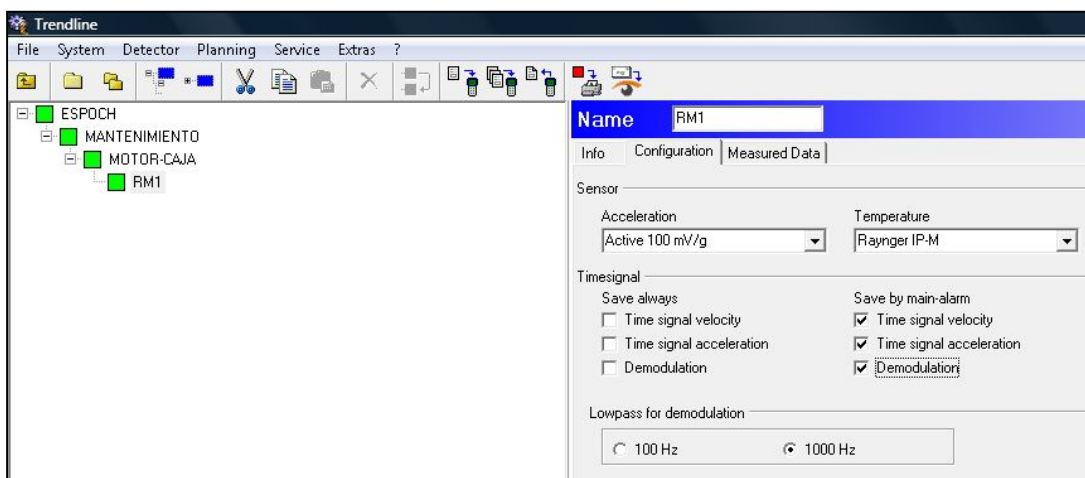 Trendline
File System Detector Planning Service Extras ?
ESPOCH
MANTENIMIENTO
MOTOR-CAJA
RM1
Name RM1
Info Configuration Measured Data
Sensor
Acceleration Temperature
Active 100 mV/g Raynger IP-M
Timesignal
Save always Save by main-alarm
Time signal velocity Time signal velocity
Time signal acceleration Time signal acceleration
Demodulation Demodulation
Lowpass for demodulation
100 Hz 1000 Hz